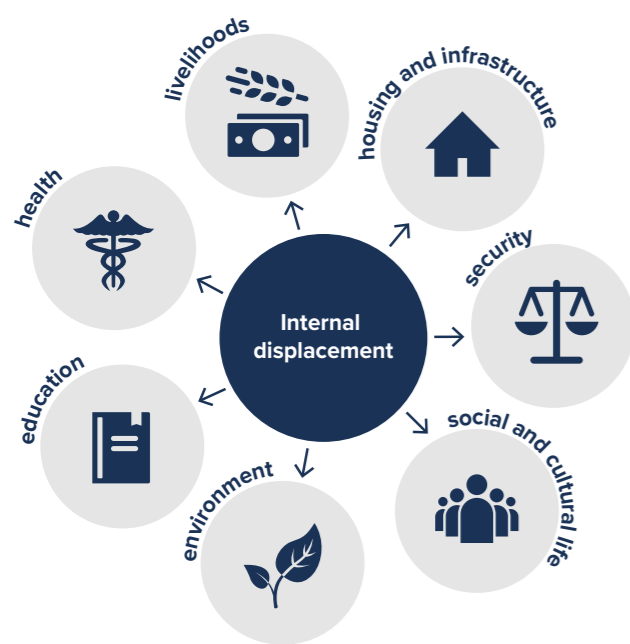 livelihoods
housing and infrastructure
health
security
Internal
displacement
education
social and cultural life
environment